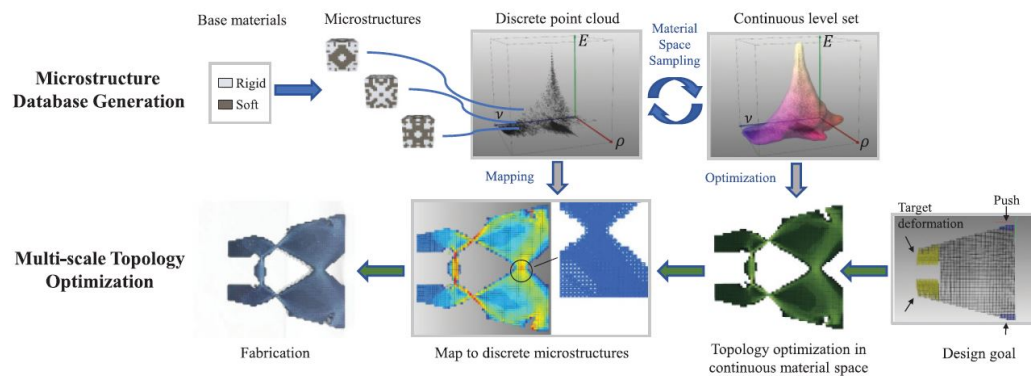 Base materials
Microstructures
Discrete point cloud
Continuous level set
Microstructure
Database Generation
Rigid
Soft
E
ν
ρ
Material
Space
Sampling
E
ν
ρ
Mapping
Optimization
Multi-scale Topology
Optimization
Target
deformation
Push
Fabrication
Map to discrete microstructures
Topology optimization in
continuous material space
Design goal